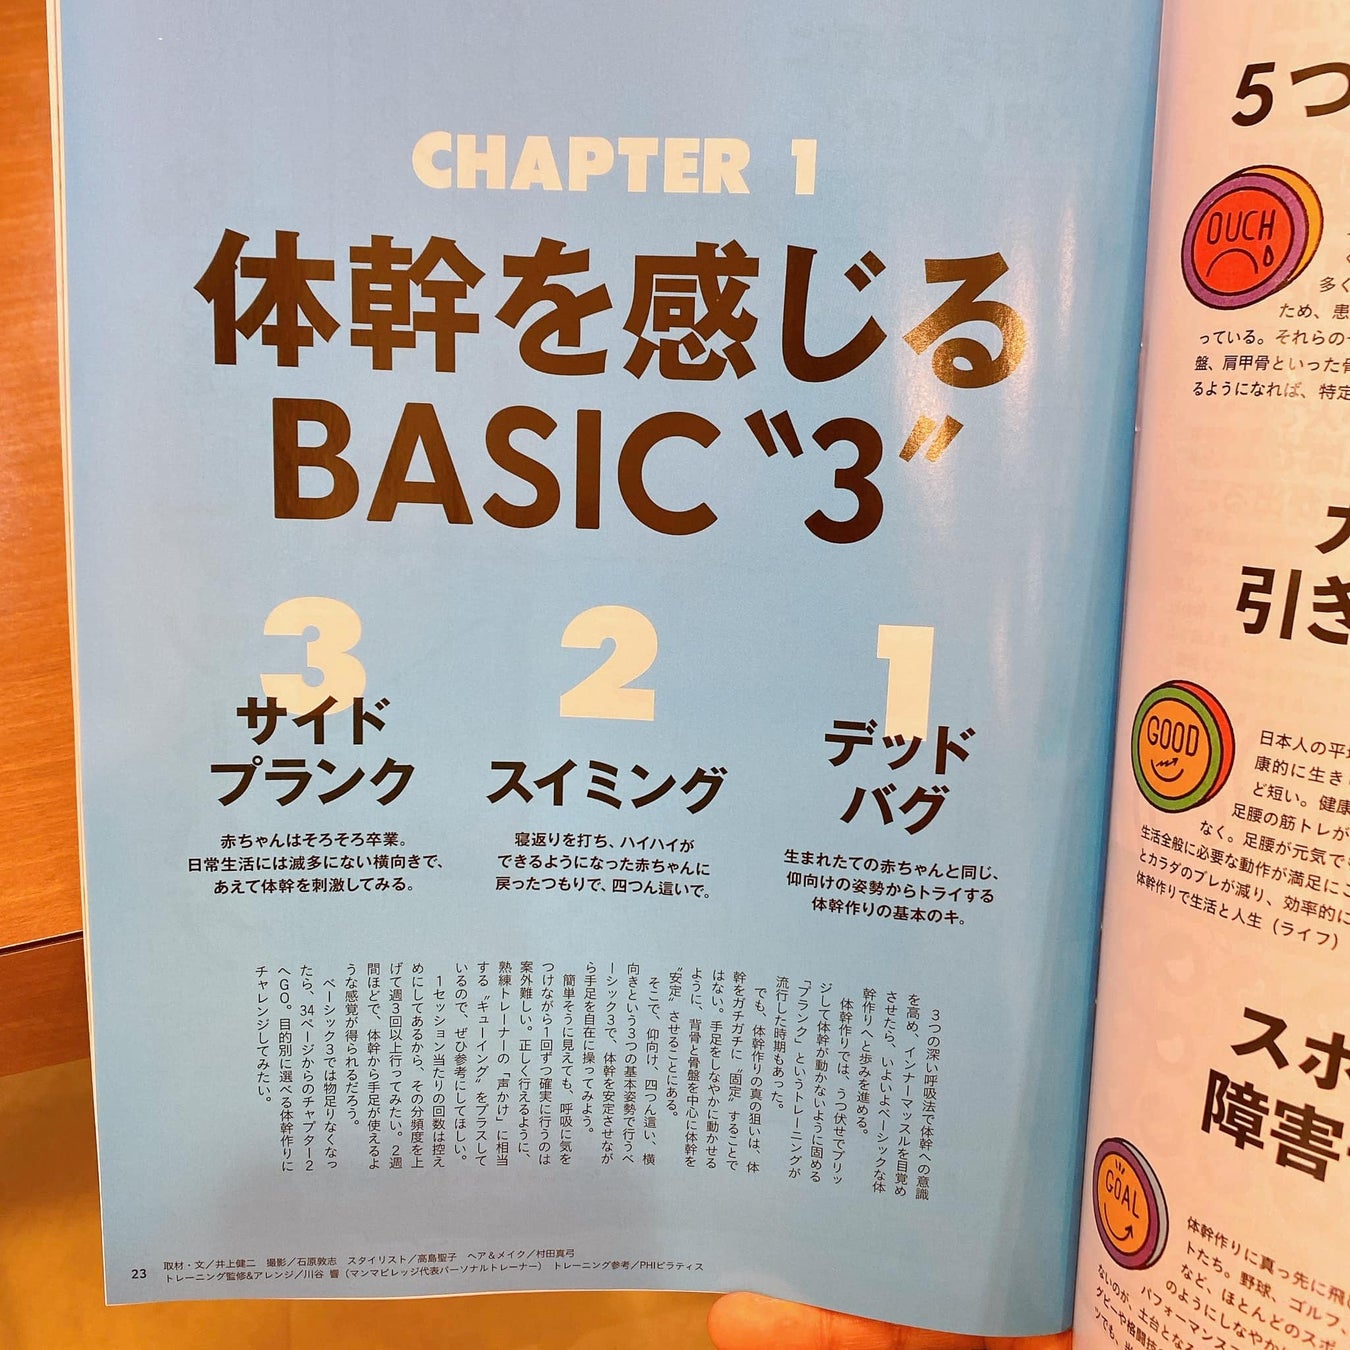 CHAPTER 1
体幹を感じる
BASIC〝3〟
1
デッド
バグ
生まれたての赤ちゃんと同じ、
仰向けの姿勢からトライする
体幹作りの基本のキ。
2
スイミング
寝返りを打ち、ハイハイが
できるようになった赤ちゃんに
戻ったつもりで、四つん這いで。
3
サイド
プランク
赤ちゃんはそろそろ卒業。
日常生活には滅多にない横向きで、
あえて体幹を刺激してみる。
3つの深い呼吸法で体幹への意識
を高め、インナーマッスルを目覚め
させたら、いよいよベーシックな体
幹作りへと歩みを進める。
体幹作りでは、うつ伏せでブリッ
ジして体幹が動かないように固める
「プランク」というトレーニングが
流行した時期もあった。
でも、体幹作りの真の狙いは、体
幹をガチガチに〝固定〟することで
はない。手足をしなやかに動かせる
ように、背骨と骨盤を中心に体幹を
〝安定〟させることにある。
そこで、仰向け、四つん這い、横
向きという3つの基本姿勢で行うベ
ーシック3で、体幹を安定させなが
ら手足を自在に操ってみよう。
簡単そうに見えても、呼吸に気を
つけながら1回ずつ確実に行うのは
案外難しい。正しく行えるように、
熟練トレーナーの「声かけ」に相当
する〝キューイング〟をプラスして
いるので、ぜひ参考にしてほしい。
1セッション当たりの回数は控え
めにしてあるから、その分頻度を上
げて週3回以上行ってみたい。2週
間ほどで、体幹から手足が使えるよ
うな感覚が得られるだろう。
ベーシック3では物足りなくなっ
たら、34ページからのチャプター2
へGO。目的別に選べる体幹作りに
チャレンジしてみたい。
23
取材・文／井上健二　撮影／石原敦志　スタイリスト／高島聖子　ヘア&メイク／村田真弓
トレーニング監修&アレンジ／川谷 響（マンマビレッジ代表パーソナルトレーナー）　トレーニング参考／PHIピラティス
5つ
OUCH
多く
ため、患
っている。それらの
盤、肩甲骨といった骨
るようになれば、特定
引き
GOOD
日本人の平均
康的に生き
ど短い。健康
足腰の筋トレが
なく。足腰が元気で
生活全般に必要な動作が満足にこ
とカラダのブレが減り、効率的に
体幹作りで生活と人生（ライフ）
スポ
障害
GOAL
体幹作りに真っ先に飛び
トたち。野球、ゴルフ、
など、ほとんどのスポ
のようにしなやか
パフォーマンス
ないのが、土台となる
グビーや格闘技
ツでも、